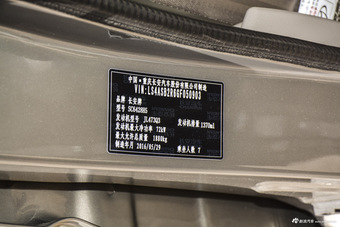 中国·重庆长安汽车股份有限公司制造
VIN:LS4ASB2R6GF050903
品牌 长安牌
型号 SC6428B5
发动机型号 JL473Q3 发动机排量 1370ml
发动机最大净功率 72kW
最大允许总质量 1800kg
制造年月 2016/05/29 乘坐人数 7